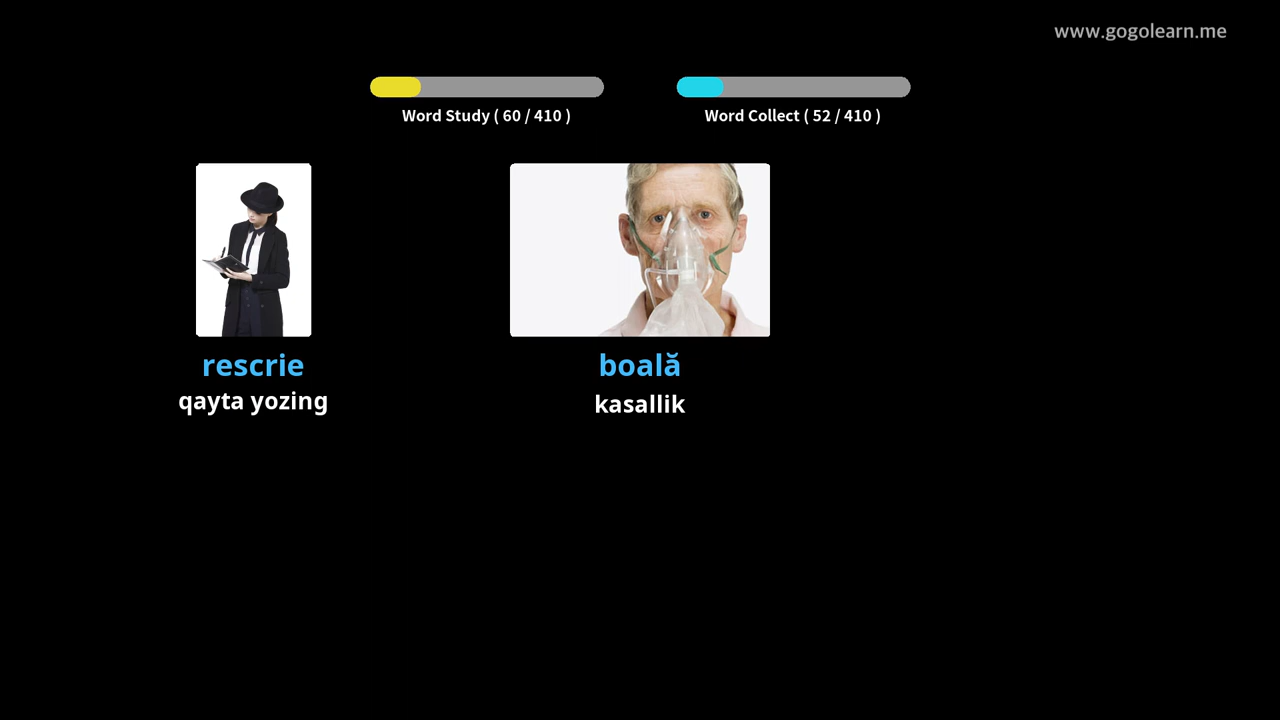 www.gogolearn.me
Word Study ( 60 / 410 )
Word Collect ( 52 / 410 )
rescrie
qayta yozing
boală
kasallik